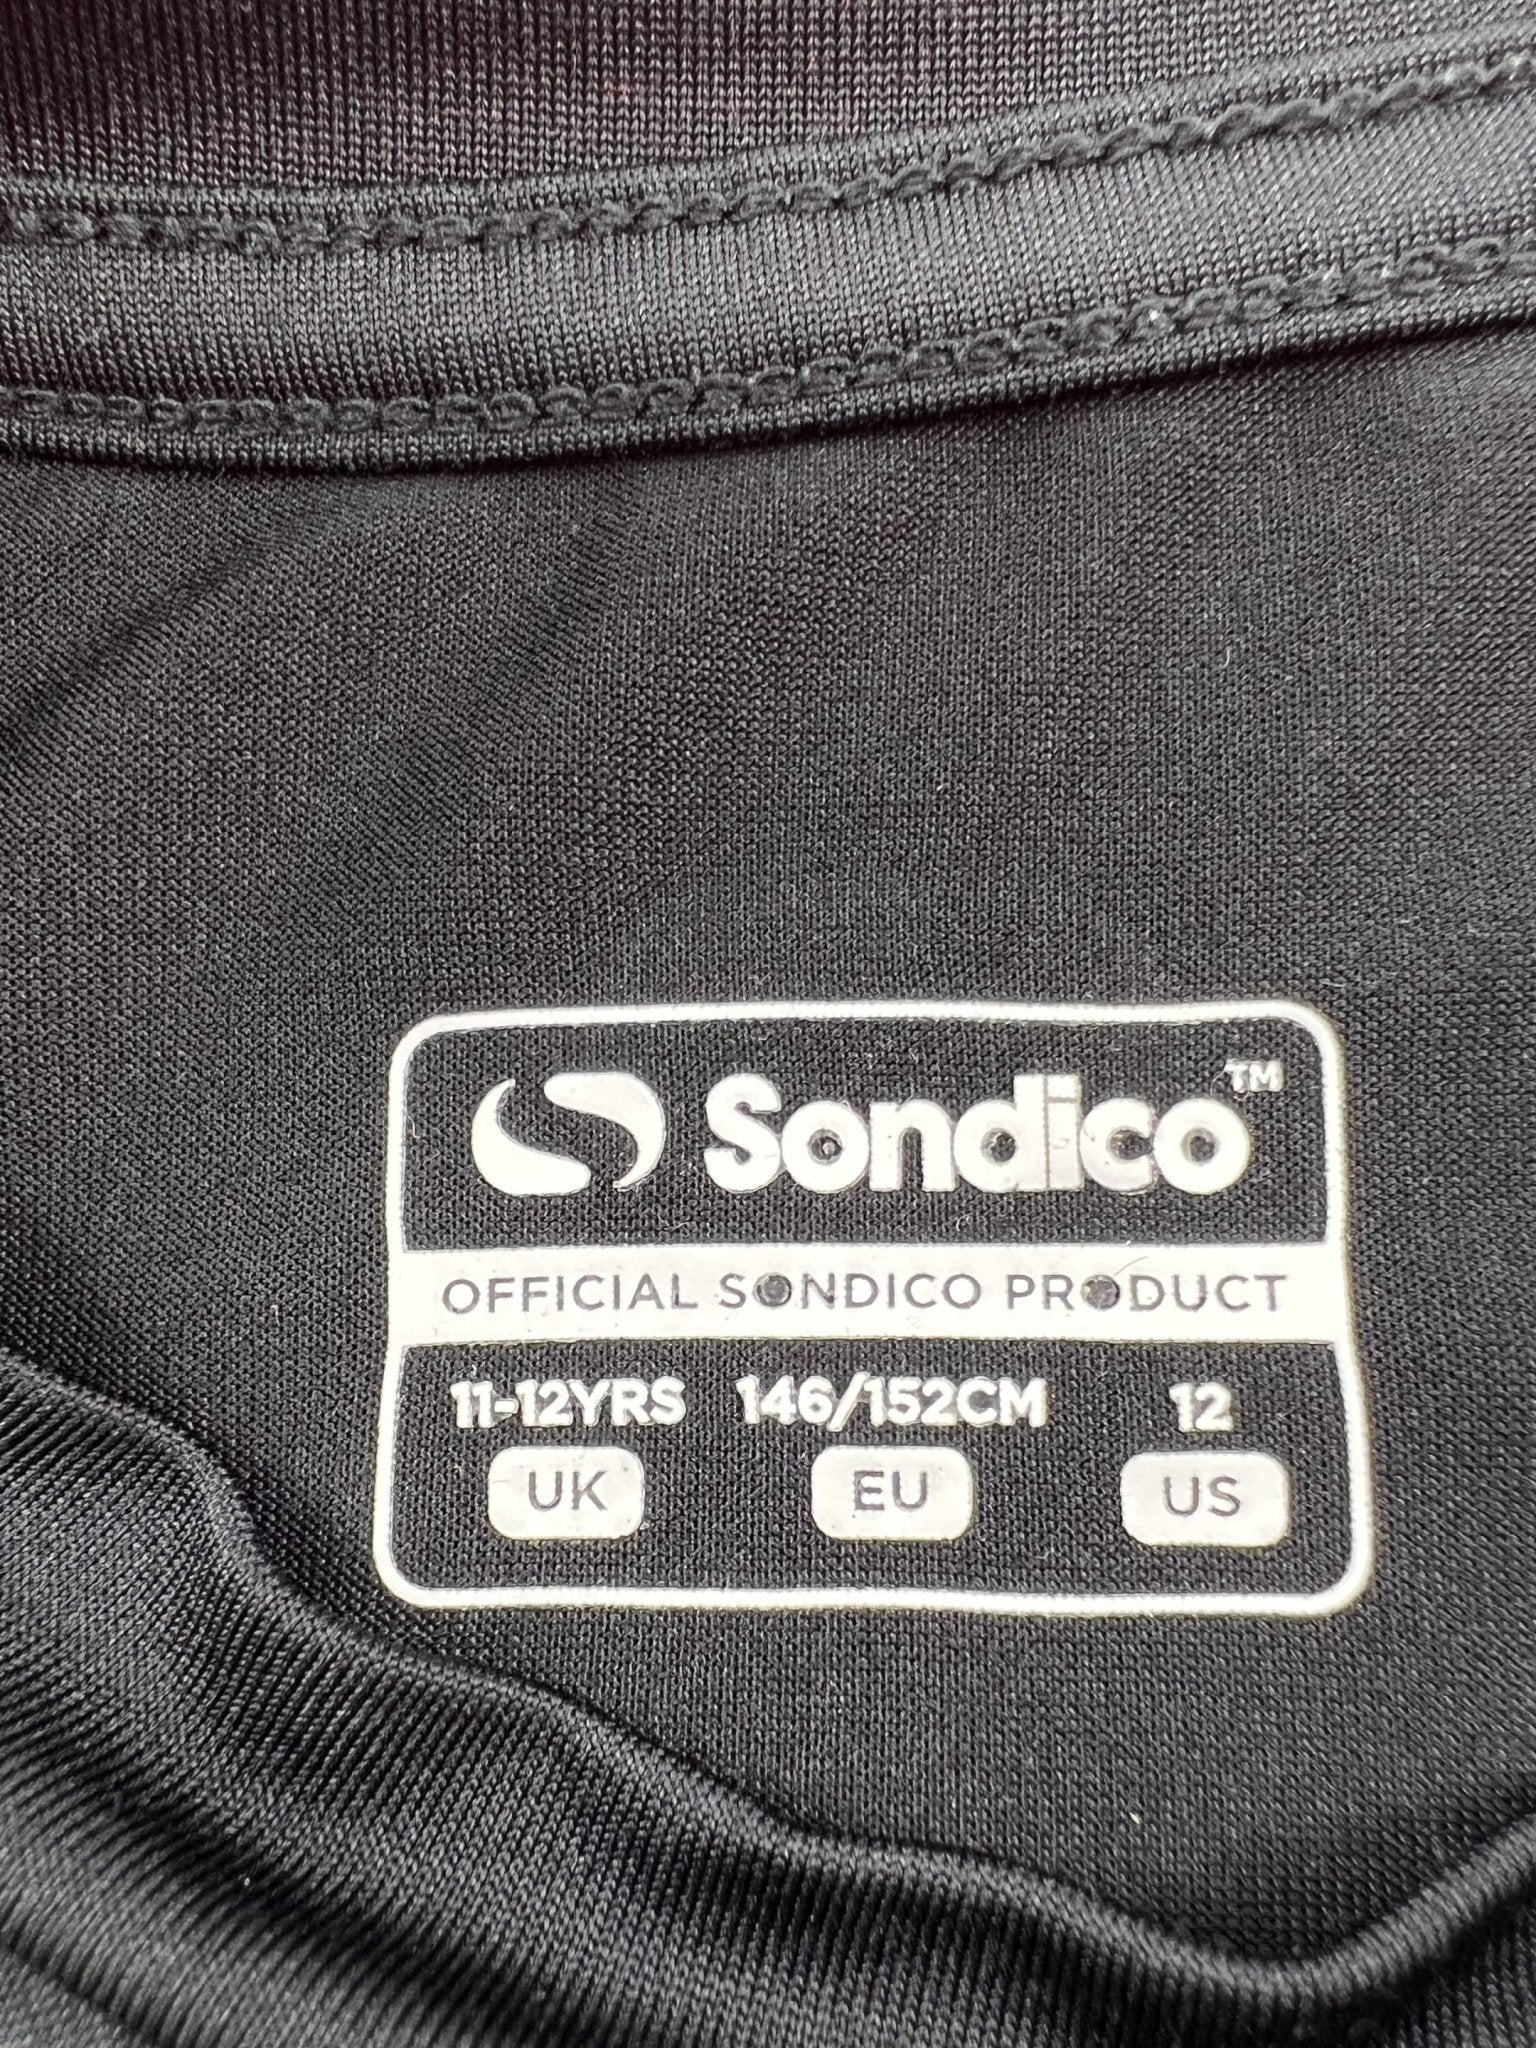 Sondico™
OFFICIAL SONDICO PRODUCT
11-12YRS 146/152CM 12
UK EU US